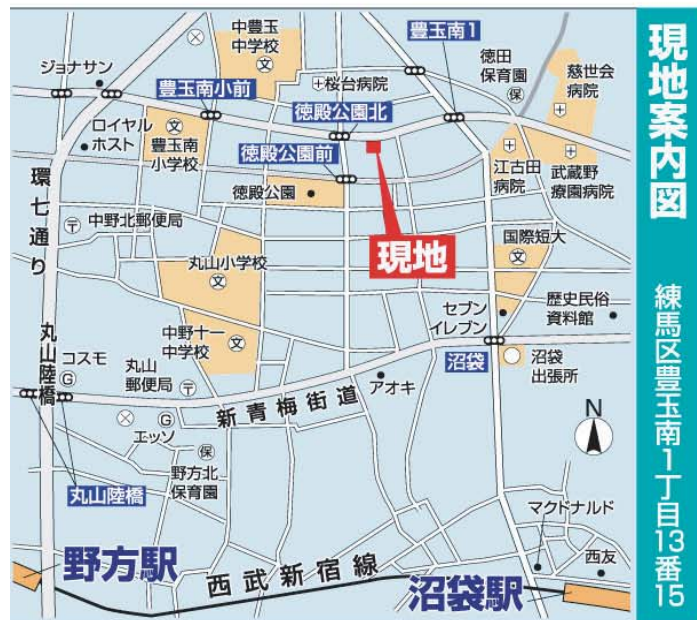 現地案内図
練馬区豊玉南1丁目13番15
中豊玉
中学校
文
豊玉南1
徳田
保育園
保
慈世会
病院
ジョナサン
桜台病院
豊玉南小前
徳殿公園北
ロイヤル
ホスト
文
豊玉南
小学校
徳殿公園前
江古田
病院
武蔵野
療園病院
環七通り
徳殿公園
中野北郵便局
現地
国際短大
文
丸山小学校
文
セブン
イレブン
歴史民俗
資料館
丸山陸橋
中野十一
中学校
文
コスモ
G
丸山
郵便局
沼袋
沼袋
出張所
アオキ
新青梅街道
N
G
エッソ
保
野方北
保育園
丸山陸橋
マクドナルド
野方駅
西武新宿線
沼袋駅
西友